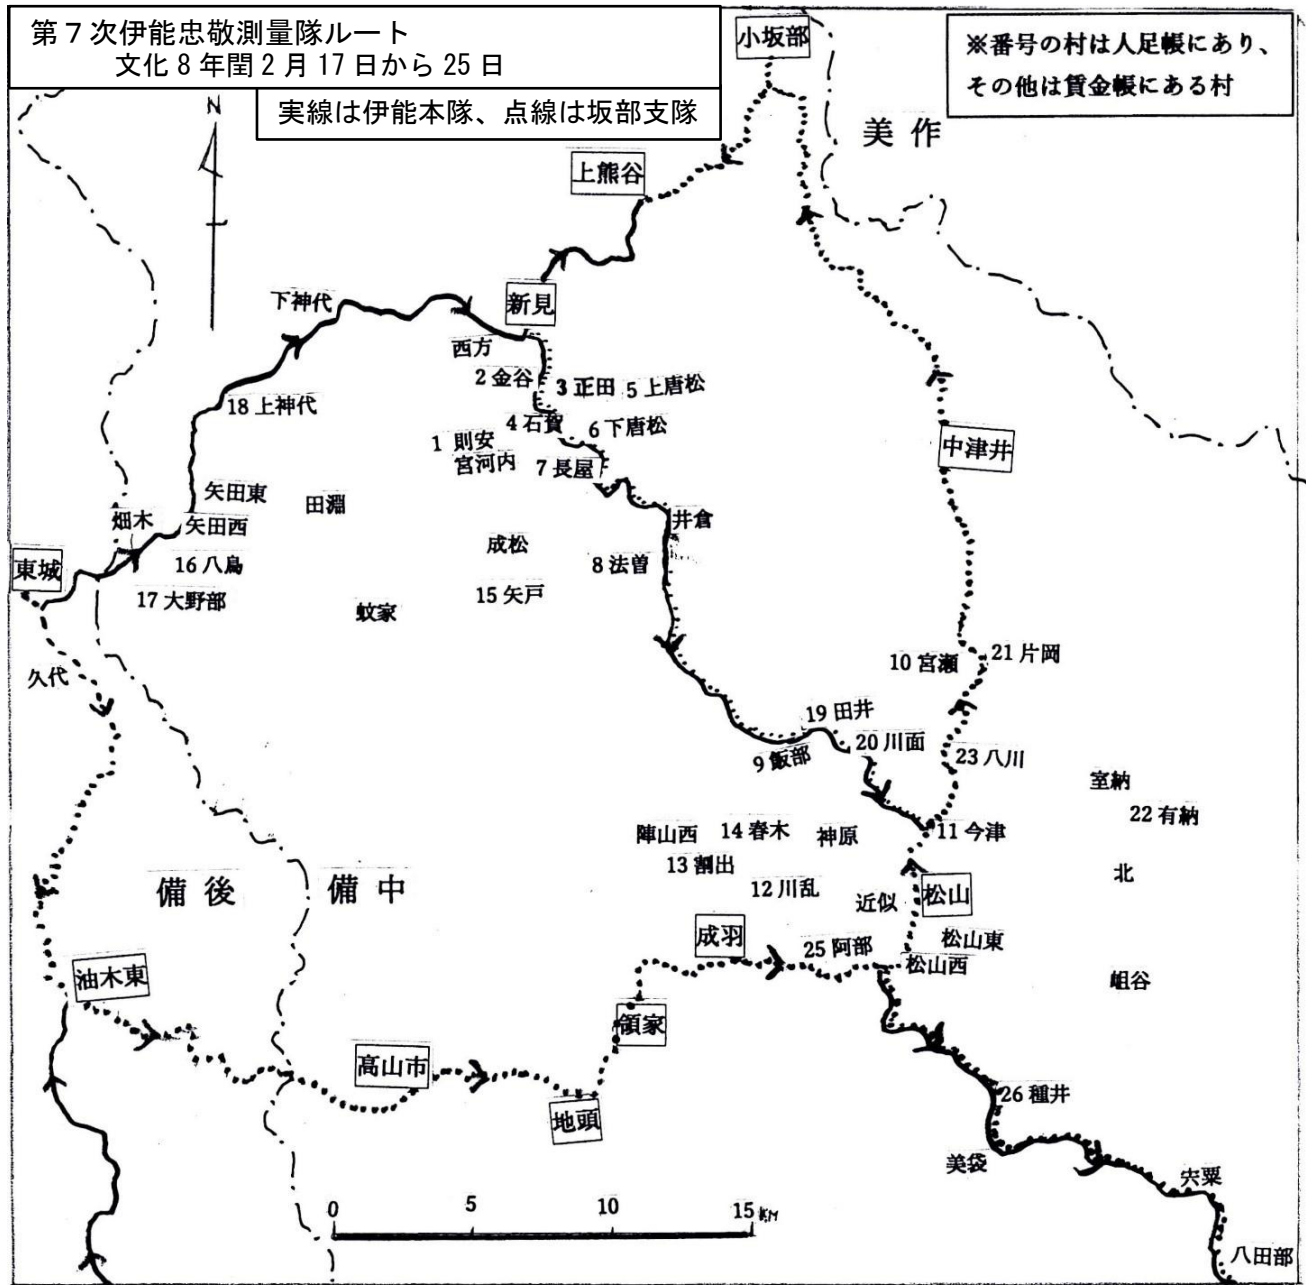 第７次伊能忠敬測量隊ルート
文化８年閏２月17日から25日
実線は伊能本隊、点線は坂部支隊
※番号の村は人足帳にあり、
その他は賃金帳にある村
小坂部
美作
N
上熊谷
新見
下神代
西方
2 金谷
3 正田
5 上唐松
18 上神代
4 石賀
6 下唐松
1 則安
宮河内
7 長屋
中津井
矢田東
田淵
畑木
矢田西
井倉
成松
東城
16 八鳥
8 法曽
17 大野部
15 矢戸
蚊家
久代
10 宮瀬
21 片岡
19 田井
20 川面
9 飯部
23 八川
室納
22 有納
陣山西
14 春木
神原
11 今津
13 割出
12 川乱
北
備後
備中
近似
松山
成羽
松山東
25 阿部
松山西
岨谷
油木東
領家
高山市
地頭
26 種井
美袋
宍粟
0
5
10
15 KM
八田部